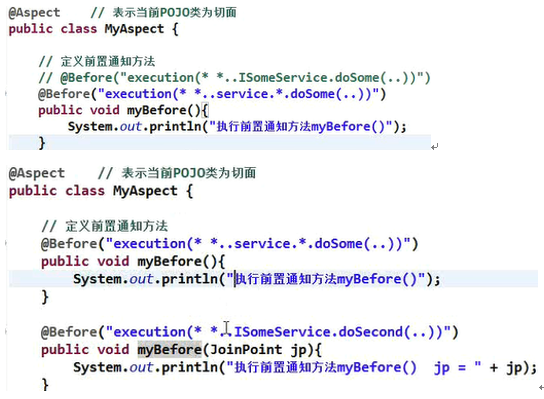 @Aspect    // 表示当前POJO类为切面
public class MyAspect {
// 定义前置通知方法
// @Before("execution(* *..ISomeService.doSome(..))")
@Before("execution(* *..service.*.doSome(..))")
public void myBefore(){
System.out.println("执行前置通知方法myBefore()");
}
@Aspect    // 表示当前POJO类为切面
public class MyAspect {
// 定义前置通知方法
@Before("execution(* *..service.*.doSome(..))")
public void myBefore(){
System.out.println("执行前置通知方法myBefore()");
}
@Before("execution(* *..ISomeService.doSecond(..))")
public void myBefore(JoinPoint jp){
System.out.println("执行前置通知方法myBefore()  jp = " + jp);
}